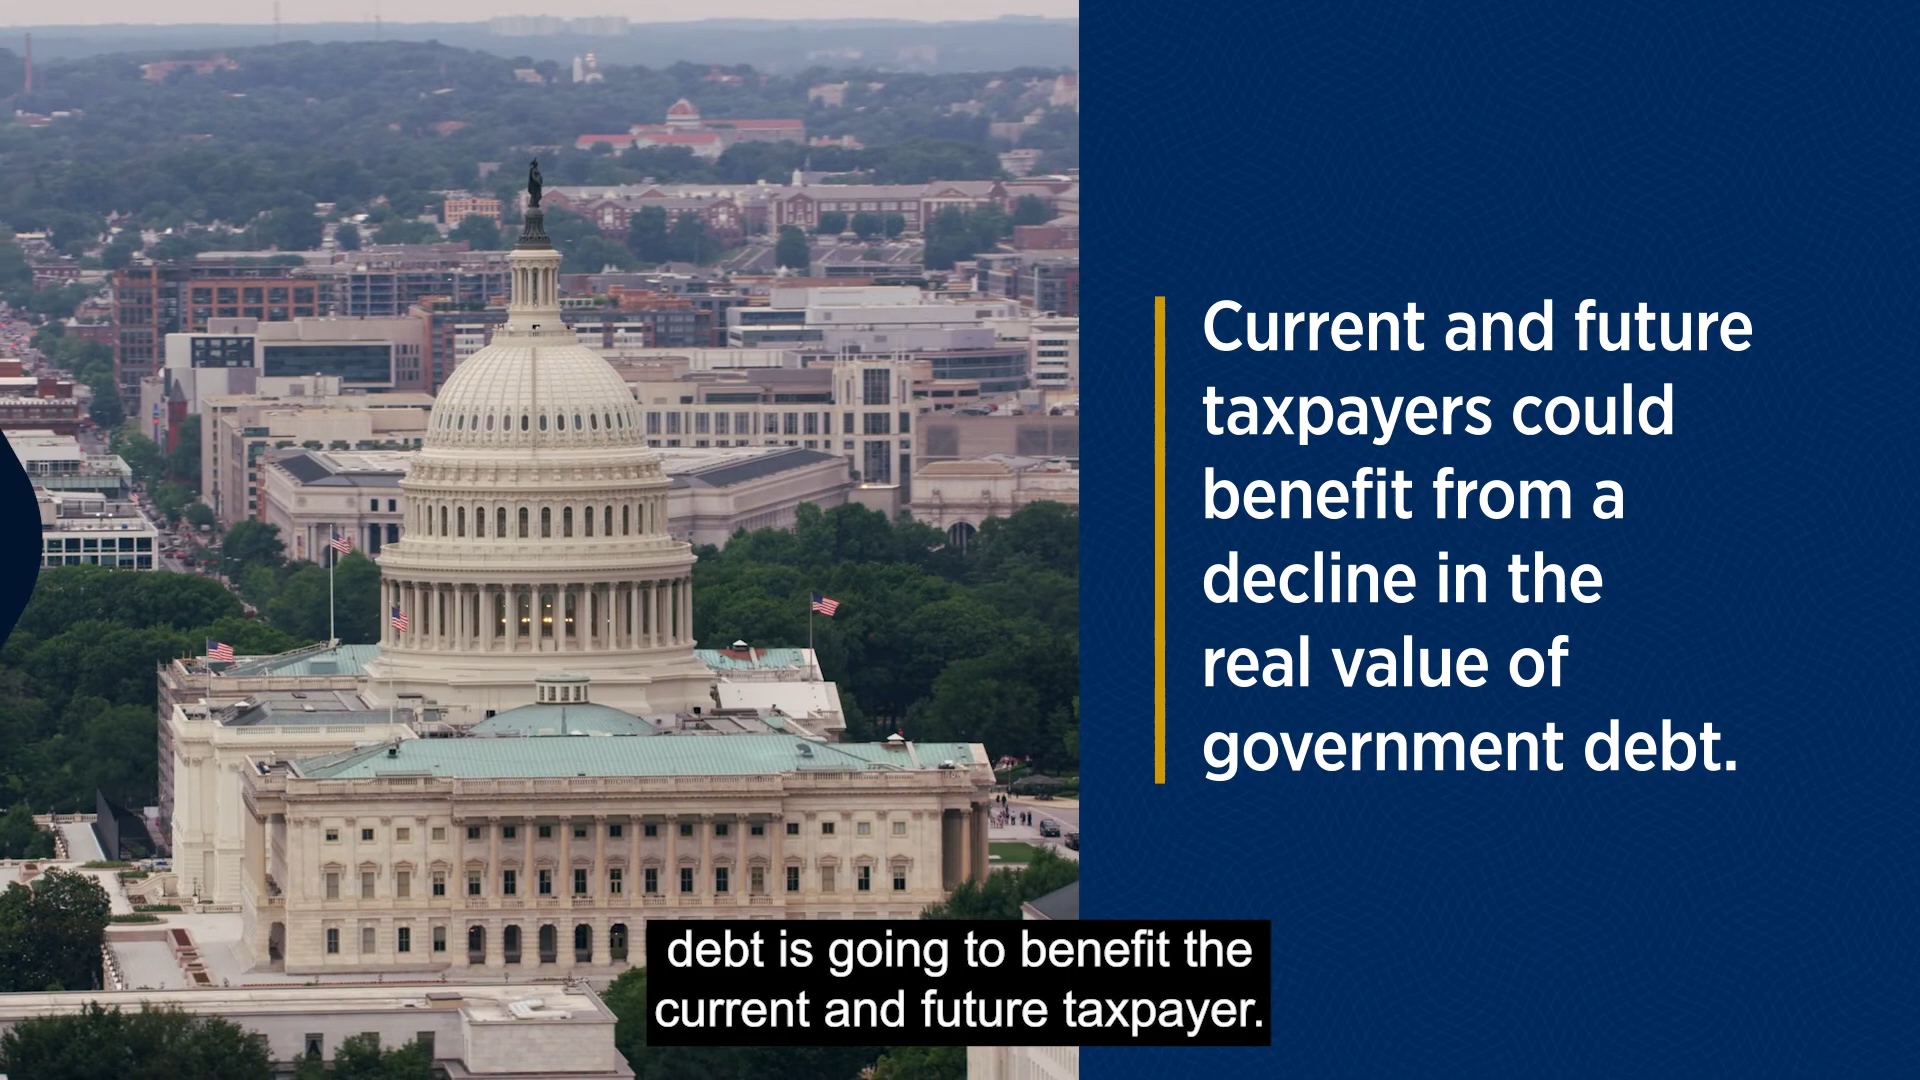 Current and future
taxpayers could
benefit from a
decline in the
real value of
government debt.
debt is going to benefit the
current and future taxpayer.